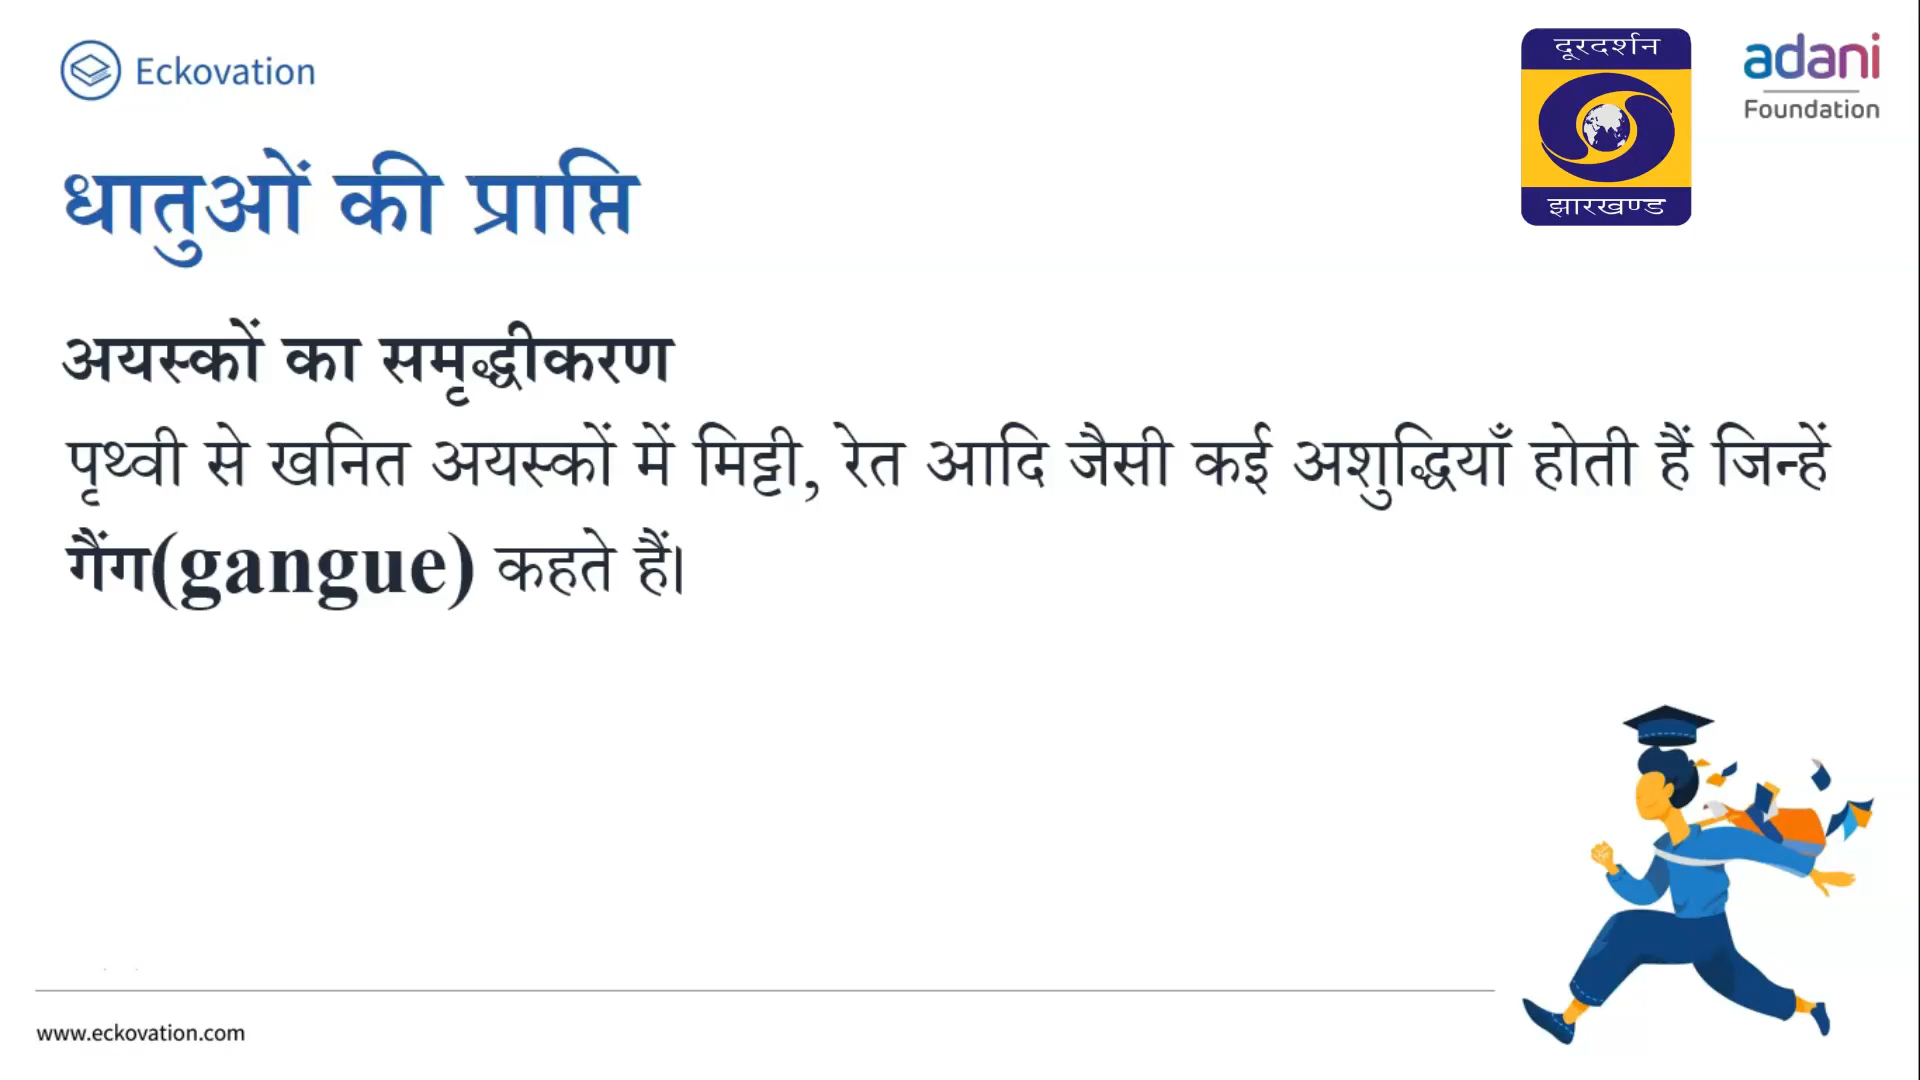 Eckovation
दूरदर्शन
झारखण्ड
adani
Foundation
धातुओं की प्राप्ति
अयस्कों का समृद्धीकरण
पृथ्वी से खनित अयस्कों में मिट्टी, रेत आदि जैसी कई अशुद्धियाँ होती हैं जिन्हें
गैंग(gangue) कहते हैं।
www.eckovation.com